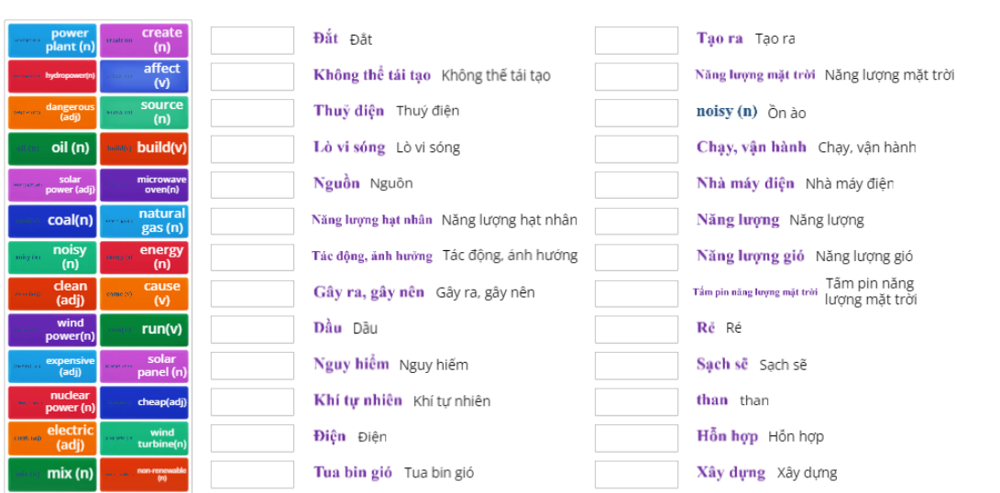 power plant (n)
create (n)
hydropower(n)
affect (v)
dangerous (adj)
source (n)
oil (n)
build(v)
solar power (adj)
microwave oven(n)
coal(n)
natural gas (n)
noisy (n)
energy (n)
clean (adj)
cause (v)
wind power(n)
run(v)
expensive (adj)
solar panel (n)
nuclear power (n)
cheap(adj)
electric (adj)
wind turbine(n)
mix (n)
non-renewable (n)
Đắt Đắt
Không thể tái tạo Không thể tái tạo
Thuỷ điện Thuỷ điện
Lò vi sóng Lò vi sóng
Nguồn Nguồn
Năng lượng hạt nhân Năng lượng hạt nhân
Tác động, ảnh hưởng Tác động, ảnh hưởng
Gây ra, gây nên Gây ra, gây nên
Dầu Dầu
Nguy hiểm Nguy hiểm
Khí tự nhiên Khí tự nhiên
Điện Điện
Tua bin gió Tua bin gió
Tạo ra Tạo ra
Năng lượng mặt trời Năng lượng mặt trời
noisy (n) Ồn ào
Chạy, vận hành Chạy, vận hành
Nhà máy điện Nhà máy điện
Năng lượng Năng lượng
Năng lượng gió Năng lượng gió
Tấm pin năng lượng mặt trời Tấm pin năng
lượng mặt trời
Rẻ Rẻ
Sạch sẽ Sạch sẽ
than than
Hỗn hợp Hỗn hợp
Xây dựng Xây dựng